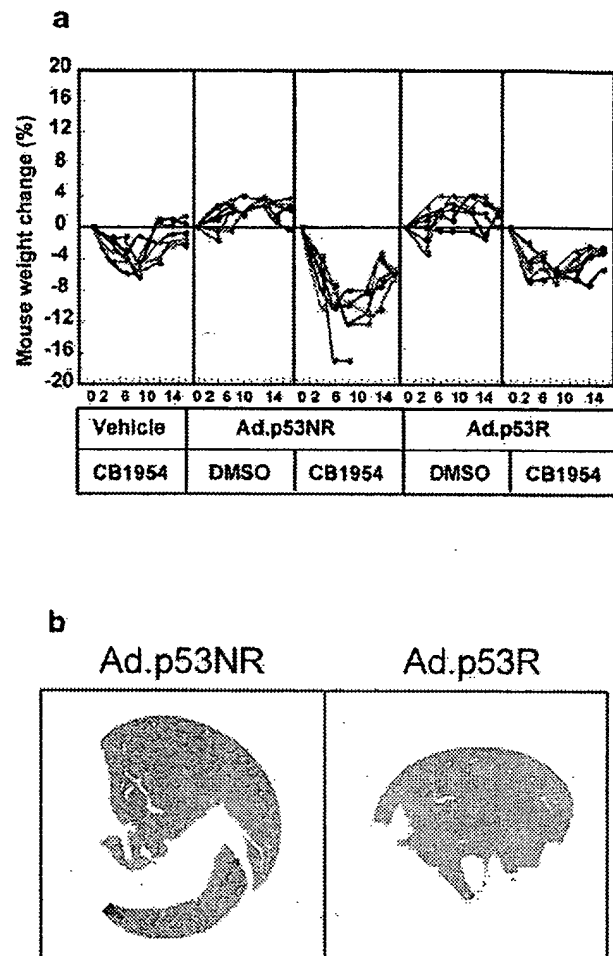 a
Mouse weight change (%)
20
16
12
8
4
0
-4
-8
-12
-16
-20
0 2 6 10 14 0 2 6 10 14 0 2 6 10 14 0 2 6 10 14 0 2 6 10 14
Vehicle Ad.p53NR Ad.p53R
CB1954 DMSO CB1954 DMSO CB1954
b
Ad.p53NR Ad.p53R